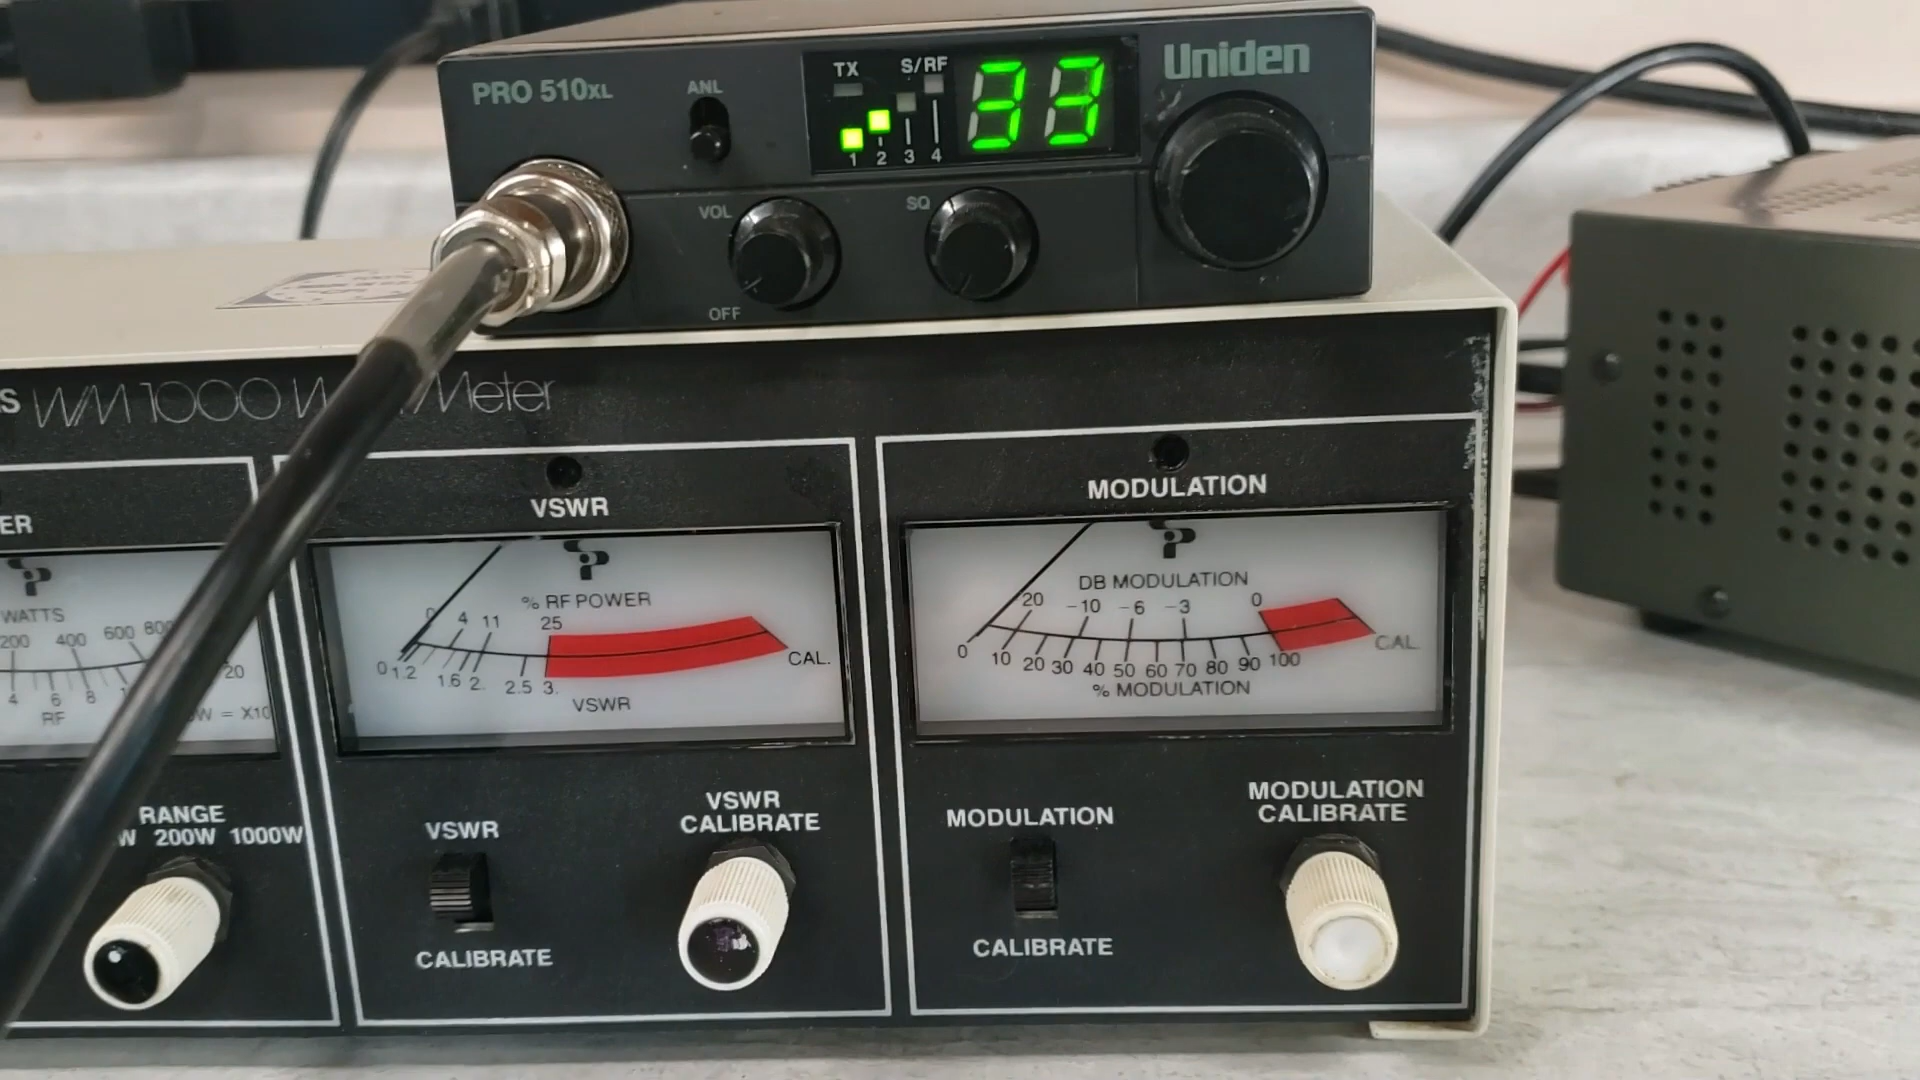 PRO 510XL
ANL
TX
S/RF
1 2 3 4
33
Uniden
VOL
OFF
SQ
WM 1000
Meter
ER
WATTS
200 400 600 800
20
4 6 8
RF
W = X10
RANGE
W 200W 1000W
VSWR
% RF POWER
0 4 11 25
0 1.2 1.6 2. 2.5 3.
CAL.
VSWR
VSWR
CALIBRATE
VSWR
CALIBRATE
MODULATION
DB MODULATION
20 -10 -6 -3 0
0 10 20 30 40 50 60 70 80 90 100
CAL
% MODULATION
MODULATION
CALIBRATE
MODULATION
CALIBRATE